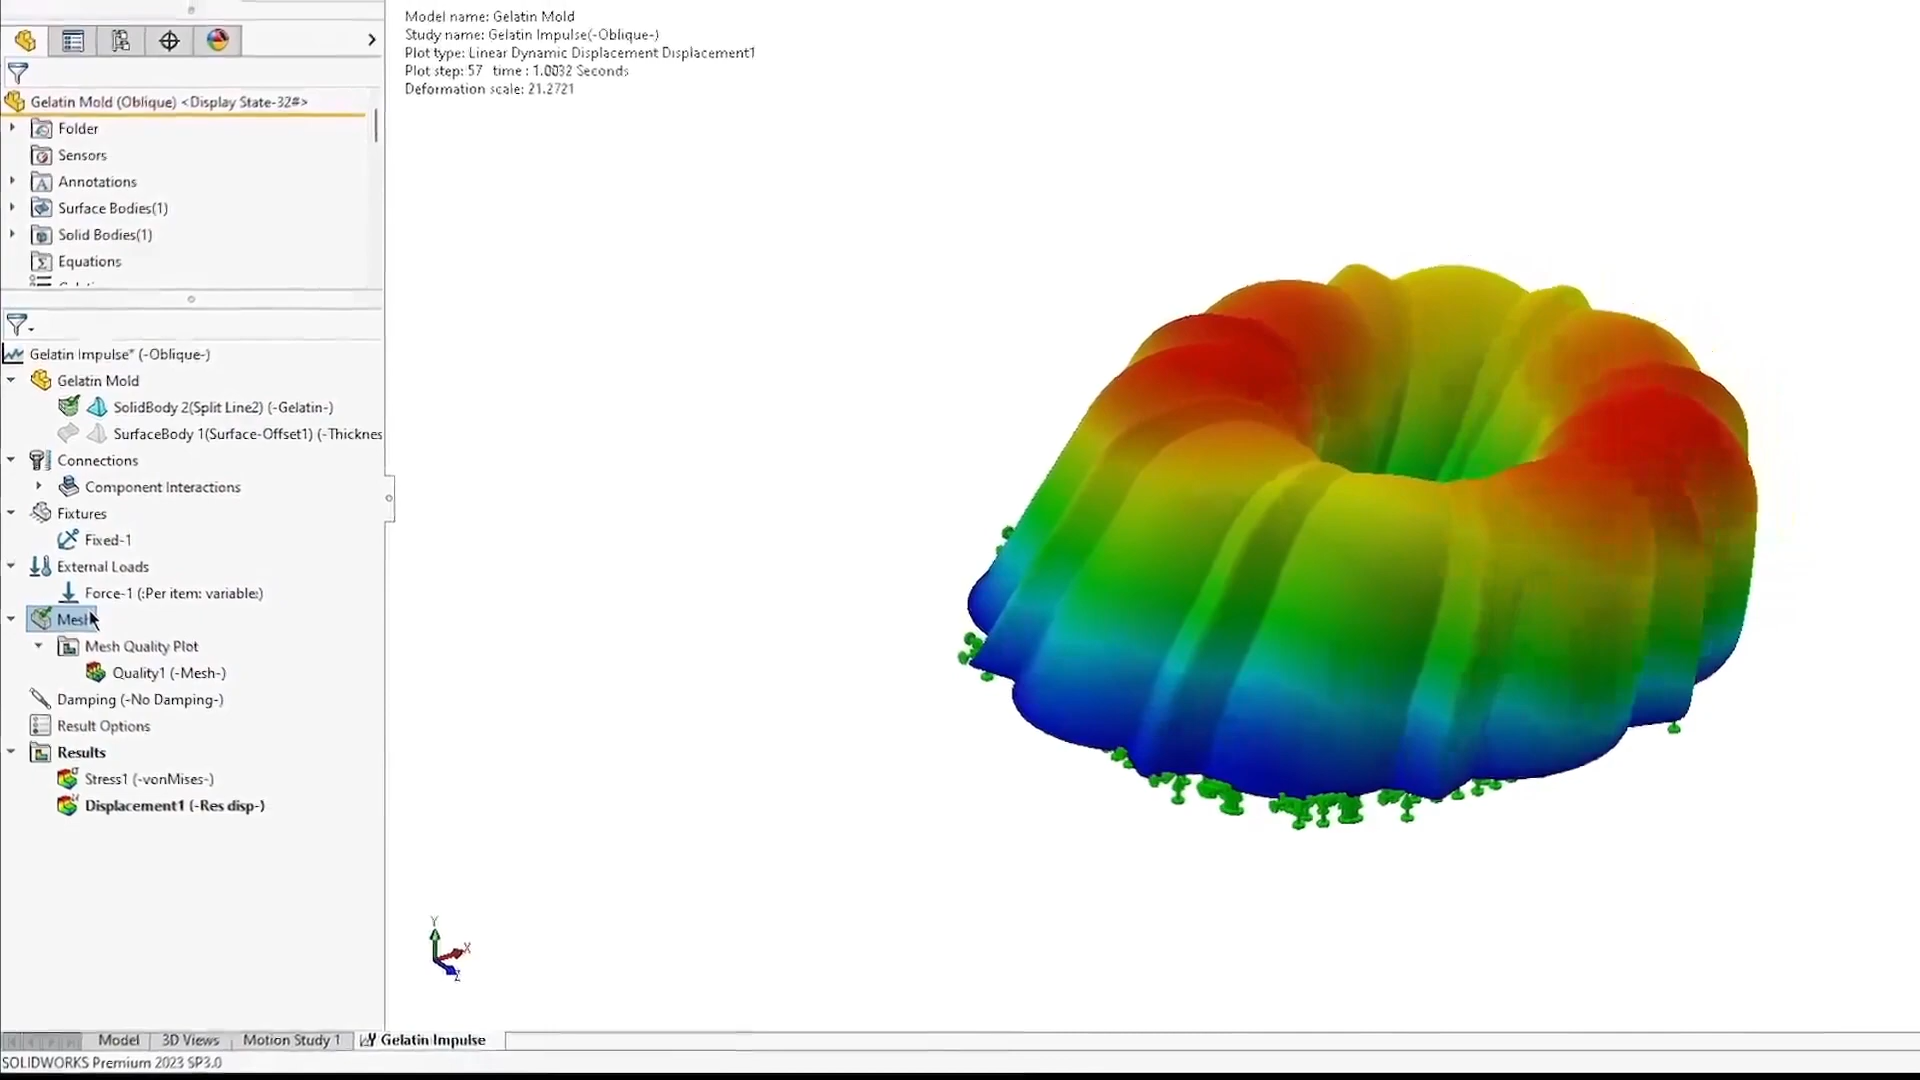 Model name: Gelatin Mold
Study name: Gelatin Impulse(-Oblique-)
Plot type: Linear Dynamic Displacement Displacement1
Plot step: 57 time : 1.0032 Seconds
Deformation scale: 21.2721
Gelatin Mold (Oblique) <Display State-32#>
Folder
Sensors
Annotations
Surface Bodies(1)
Solid Bodies(1)
Equations
Gelatin Impulse* (-Oblique-)
Gelatin Mold
SolidBody 2(Split Line2) (-Gelatin-)
SurfaceBody 1(Surface-Offset1) (-Thicknes
Connections
Component Interactions
Fixtures
Fixed-1
External Loads
Force-1 (:Per item: variable:)
Mesh
Mesh Quality Plot
Quality1 (-Mesh-)
Damping (-No Damping-)
Result Options
Results
Stress1 (-vonMises-)
Displacement1 (-Res disp-)
Y
X
Z
Model
3D Views
Motion Study 1
Gelatin Impulse
SOLIDWORKS Premium 2023 SP3.0